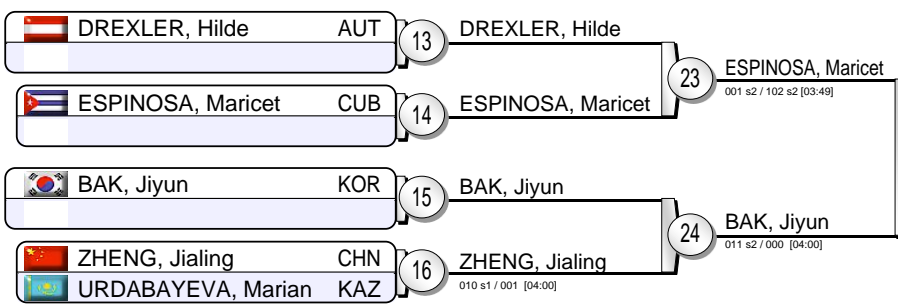 DREXLER, Hilde AUT 13 DREXLER, Hilde
23 ESPINOSA, Maricet
001 s2 / 102 s2 [03:49]
ESPINOSA, Maricet CUB 14 ESPINOSA, Maricet
BAK, Jiyun KOR 15 BAK, Jiyun
24 BAK, Jiyun
011 s2 / 000 [04:00]
ZHENG, Jialing CHN 16 ZHENG, Jialing
URDABAYEVA, Marian KAZ 010 s1 / 001 [04:00]